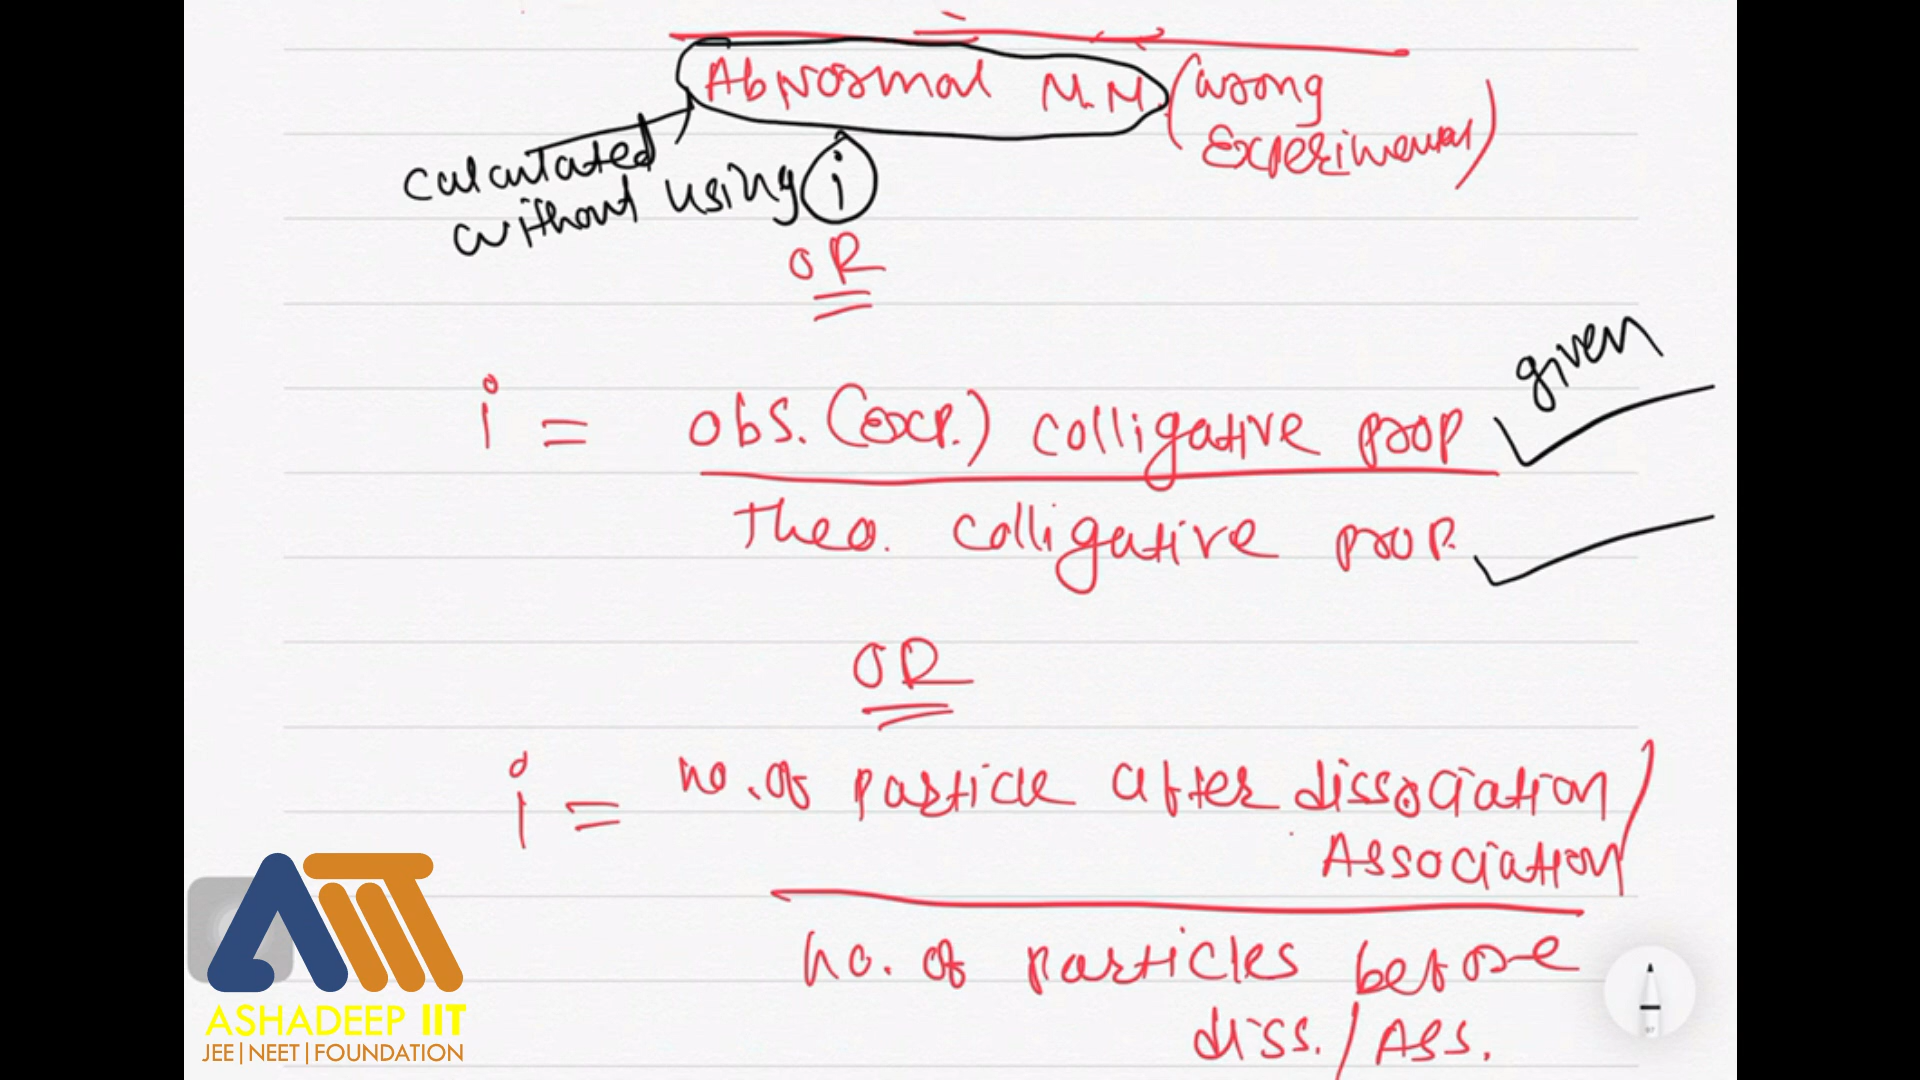 Abnormal M.M. (wrong
Experimental)
calculated
without using i
OR
i = obs. (Exp.) colligative prop
given
Theo. colligative prop.
OR
i = no. of particle after dissociation/
Association
no. of particles before
diss./Ass.
ASHADEEP IIT
JEE|NEET|FOUNDATION